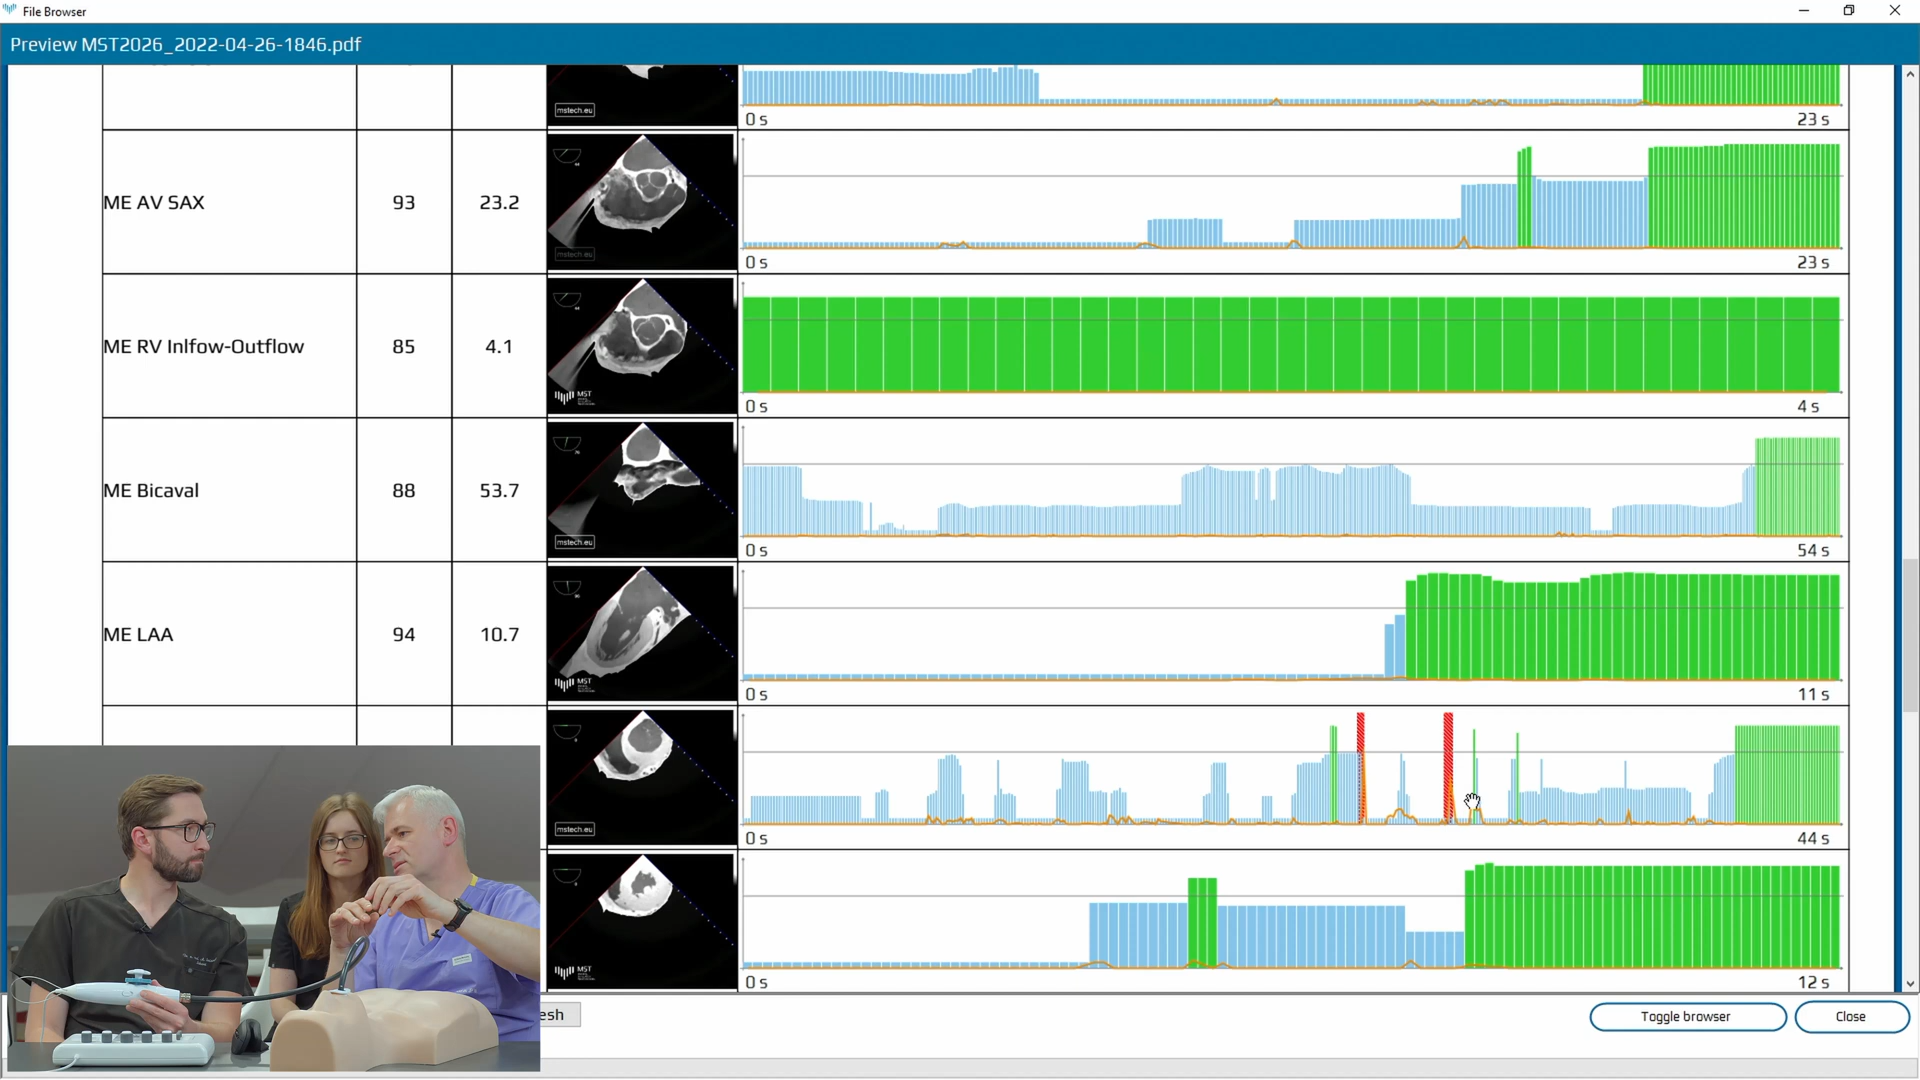 File Browser
Preview MST2026_2022-04-26-1846.pdf
mstech.eu
0 s 23 s
ME AV SAX 93 23.2
mstech.eu
0 s 23 s
ME RV Inlfow-Outflow 85 4.1
MST
0 s 4 s
ME Bicaval 88 53.7
mstech.eu
0 s 54 s
ME LAA 94 10.7
MST
0 s 11 s
mstech.eu
0 s 44 s
MST
0 s 12 s
esh
Toggle browser
Close